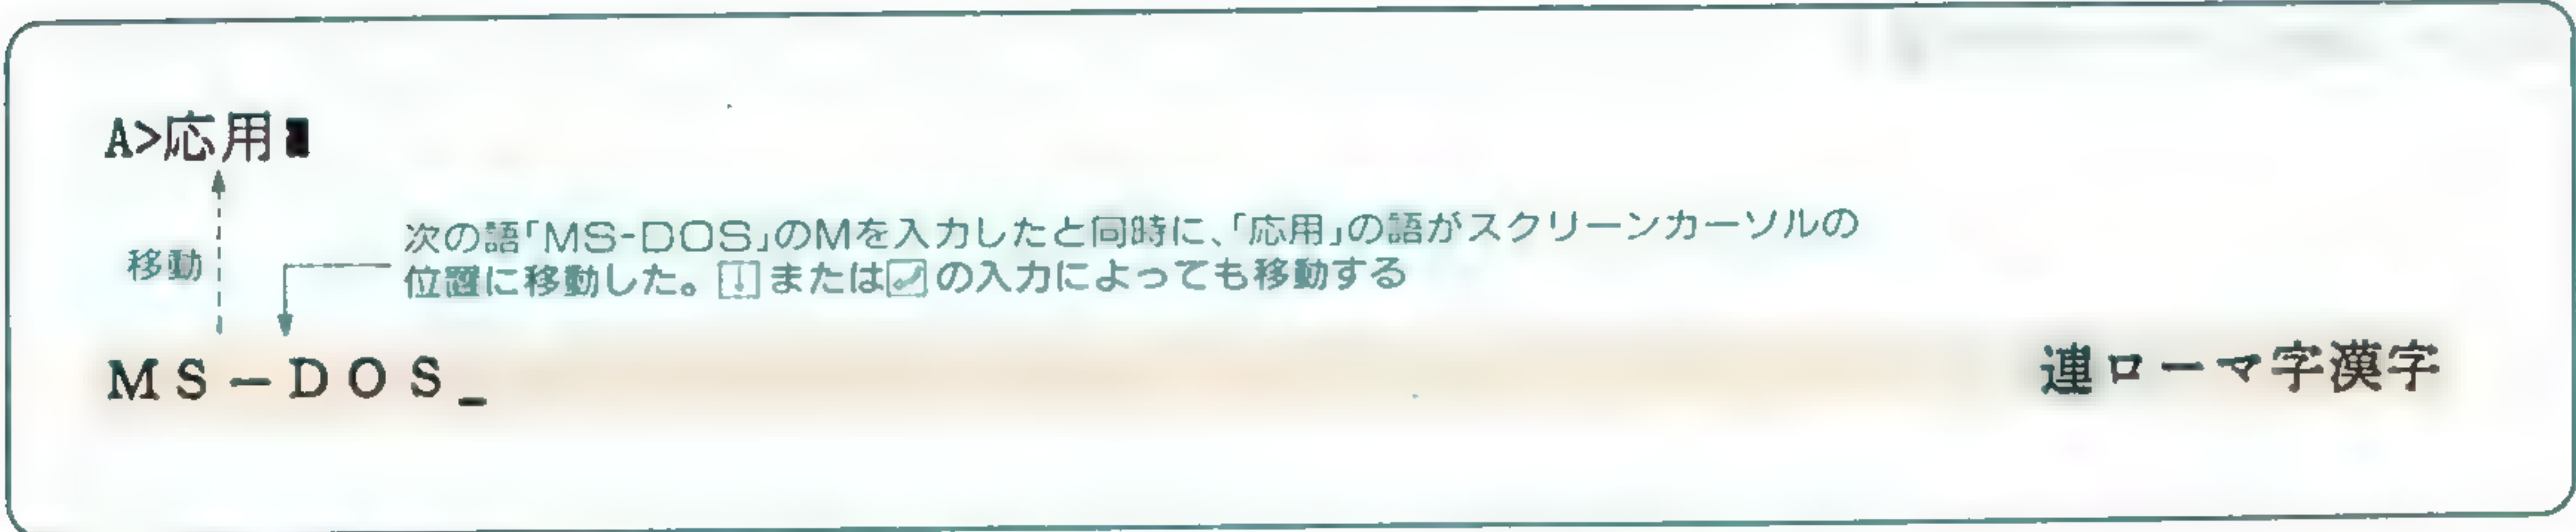 A>応用■
次の語「MS-DOS」のMを入力したと同時に、「応用」の語がスクリーンカーソルの
移動
位置に移動した。[↓]または[↵]の入力によっても移動する
ＭＳ－ＤＯＳ_
連ローマ字漢字